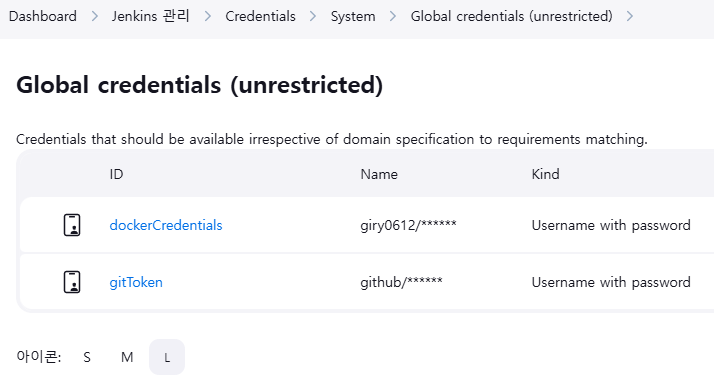 Dashboard > Jenkins 관리 > Credentials > System > Global credentials (unrestricted) >
Global credentials (unrestricted)
Credentials that should be available irrespective of domain specification to requirements matching.
ID Name Kind
dockerCredentials giry0612/****** Username with password
gitToken github/****** Username with password
아이콘: S M L